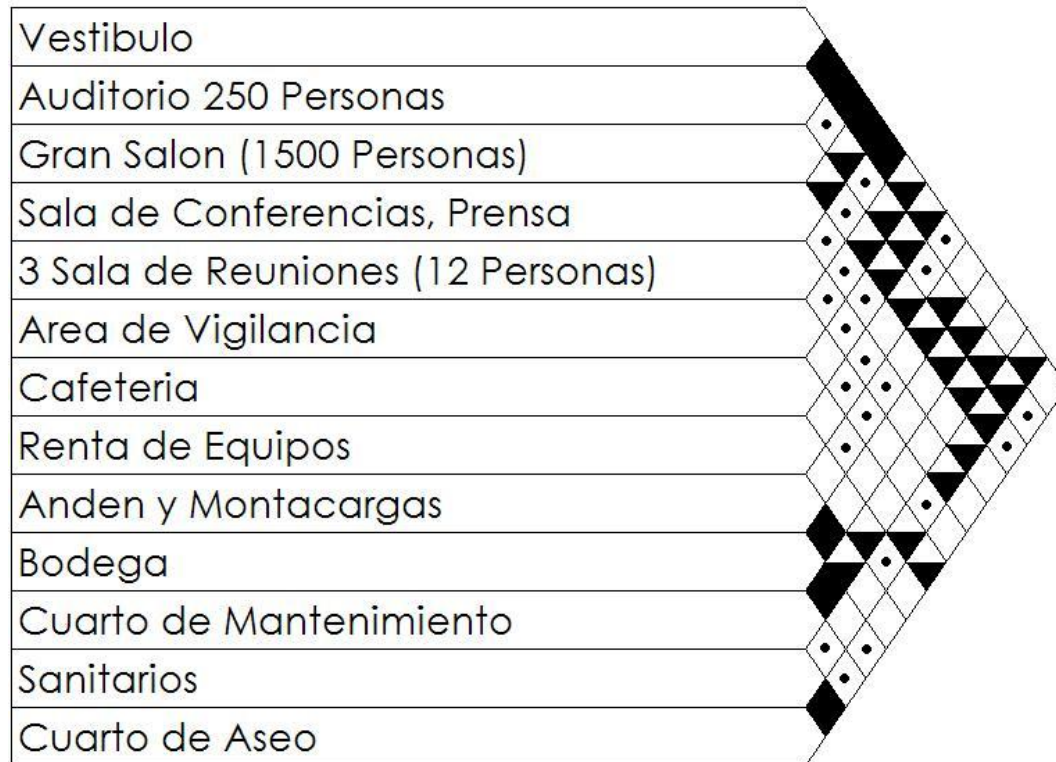 Vestibulo
Auditorio 250 Personas
Gran Salon (1500 Personas)
Sala de Conferencias, Prensa
3 Sala de Reuniones (12 Personas)
Area de Vigilancia
Cafeteria
Renta de Equipos
Anden y Montacargas
Bodega
Cuarto de Mantenimiento
Sanitarios
Cuarto de Aseo